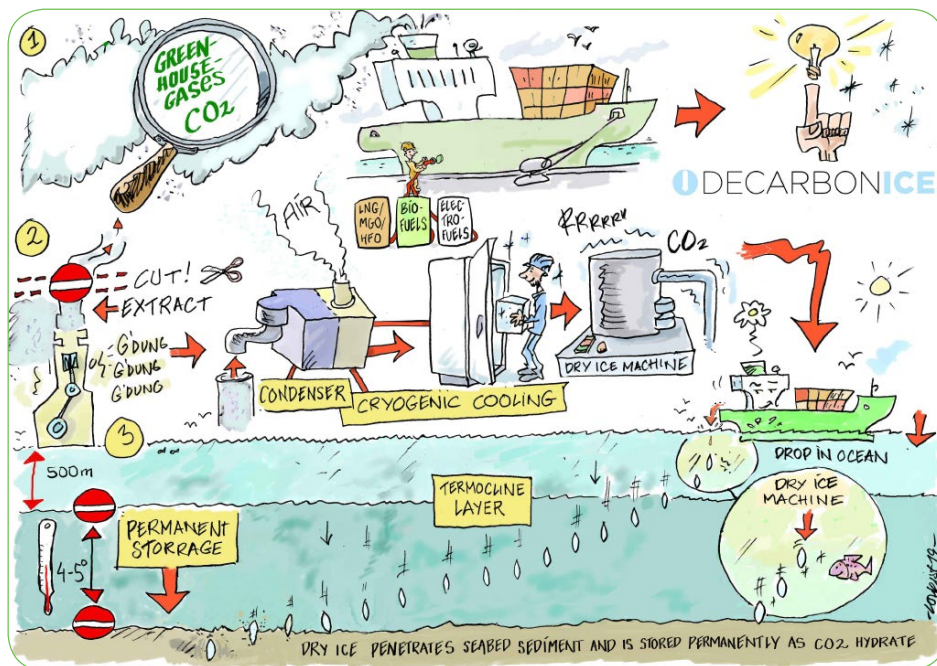 1
GREEN-
HOUSE-
GASES
CO2
DECARBONICE
LNG/
MGO/
HFO
BIO-
FUELS
ELEC-
TRO-
FUELS
2
AIR
RRRRRR
CO2
CUT!
EXTRACT
G'DUNG
G'DUNG
G'DUNG
CONDENSER
CRYOGENIC COOLING
DRY ICE MACHINE
3
500m
DROP IN OCEAN
DRY ICE
MACHINE
TERMOCLINE
LAYER
PERMANENT
STORRAGE
4-5°
DRY ICE PENETRATES SEABED SEDIMENT AND IS STORED PERMANENTLY AS CO2 HYDRATE